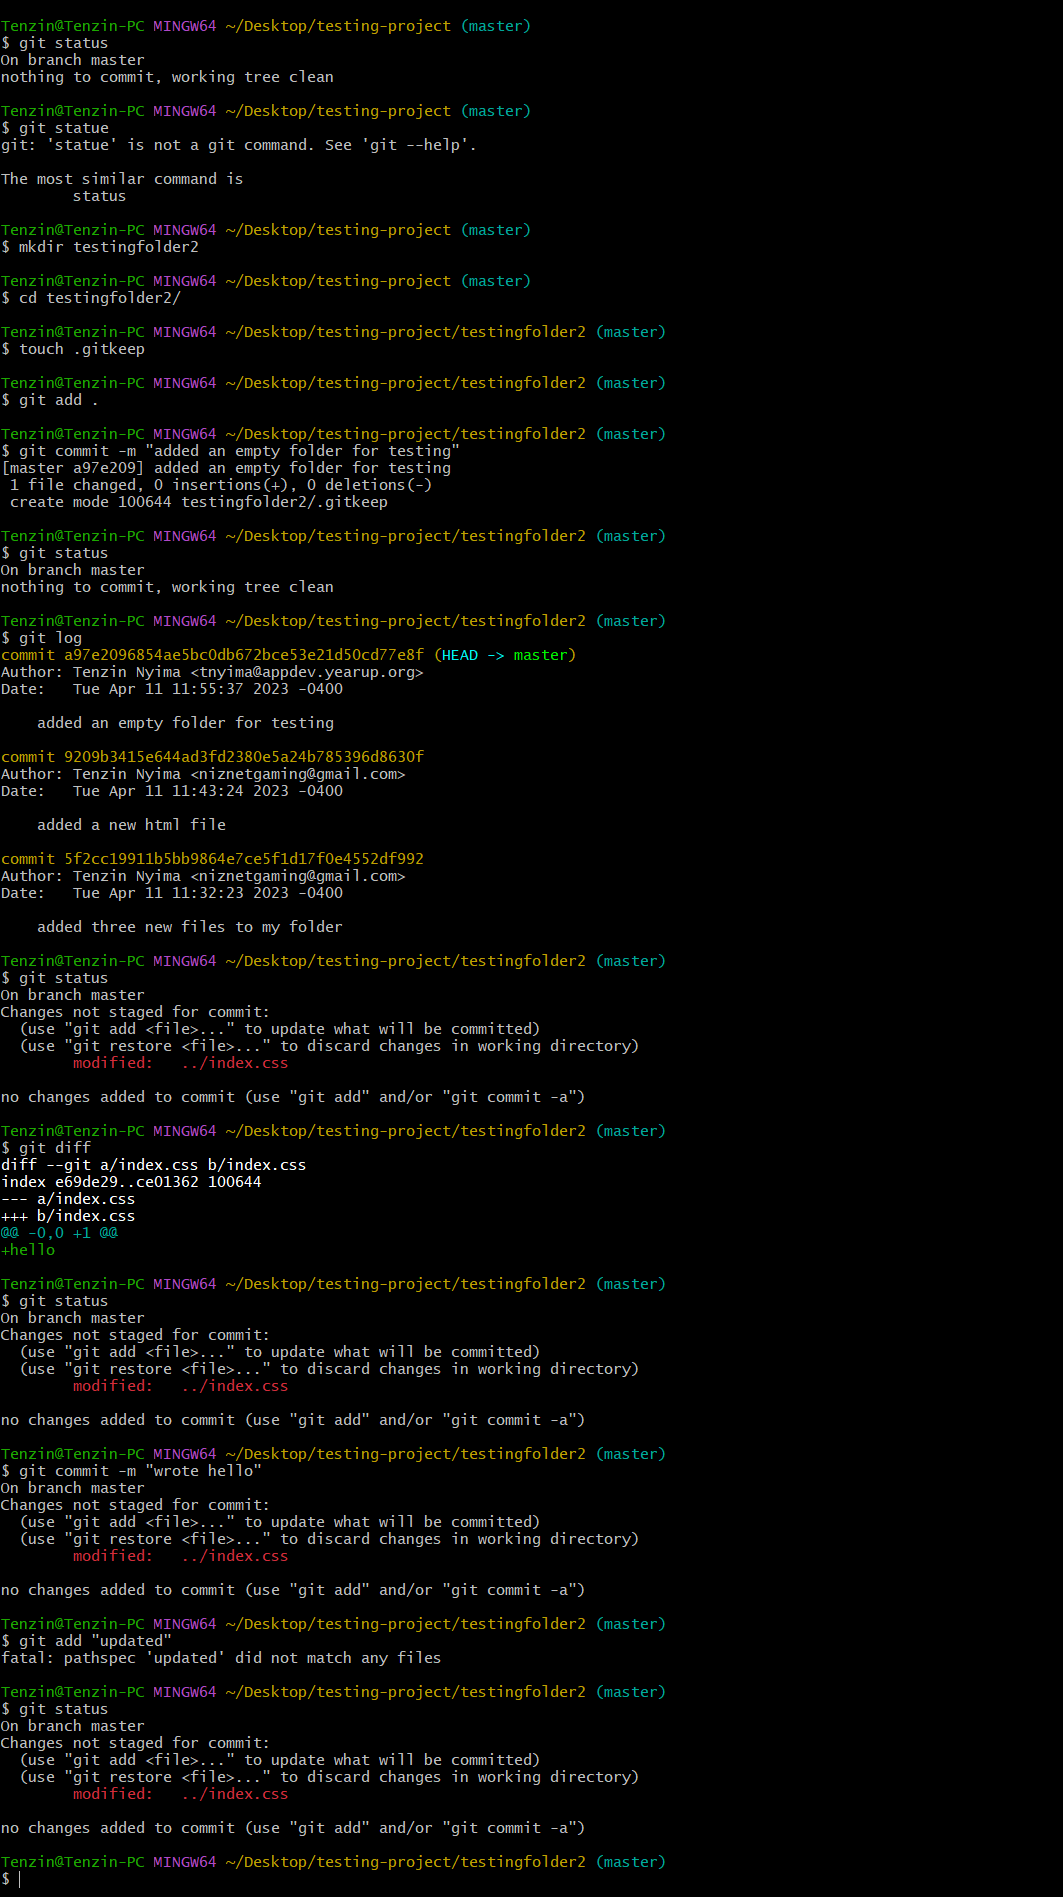 Tenzin@Tenzin-PC MINGW64 ~/Desktop/testing-project (master)
$ git status
On branch master
nothing to commit, working tree clean

Tenzin@Tenzin-PC MINGW64 ~/Desktop/testing-project (master)
$ git statue
git: 'statue' is not a git command. See 'git --help'.

The most similar command is
        status

Tenzin@Tenzin-PC MINGW64 ~/Desktop/testing-project (master)
$ mkdir testingfolder2

Tenzin@Tenzin-PC MINGW64 ~/Desktop/testing-project (master)
$ cd testingfolder2/

Tenzin@Tenzin-PC MINGW64 ~/Desktop/testing-project/testingfolder2 (master)
$ touch .gitkeep

Tenzin@Tenzin-PC MINGW64 ~/Desktop/testing-project/testingfolder2 (master)
$ git add .

Tenzin@Tenzin-PC MINGW64 ~/Desktop/testing-project/testingfolder2 (master)
$ git commit -m "added an empty folder for testing"
[master a97e209] added an empty folder for testing
 1 file changed, 0 insertions(+), 0 deletions(-)
 create mode 100644 testingfolder2/.gitkeep

Tenzin@Tenzin-PC MINGW64 ~/Desktop/testing-project/testingfolder2 (master)
$ git status
On branch master
nothing to commit, working tree clean

Tenzin@Tenzin-PC MINGW64 ~/Desktop/testing-project/testingfolder2 (master)
$ git log
commit a97e2096854ae5bc0db672bce53e21d50cd77e8f (HEAD -> master)
Author: Tenzin Nyima <tnyima@appdev.yearup.org>
Date:   Tue Apr 11 11:55:37 2023 -0400

    added an empty folder for testing

commit 9209b3415e644ad3fd2380e5a24b785396d8630f
Author: Tenzin Nyima <niznetgaming@gmail.com>
Date:   Tue Apr 11 11:43:24 2023 -0400

    added a new html file

commit 5f2cc19911b5bb9864e7ce5f1d17f0e4552df992
Author: Tenzin Nyima <niznetgaming@gmail.com>
Date:   Tue Apr 11 11:32:23 2023 -0400

    added three new files to my folder

Tenzin@Tenzin-PC MINGW64 ~/Desktop/testing-project/testingfolder2 (master)
$ git status
On branch master
Changes not staged for commit:
  (use "git add <file>..." to update what will be committed)
  (use "git restore <file>..." to discard changes in working directory)
        modified:   ../index.css

no changes added to commit (use "git add" and/or "git commit -a")

Tenzin@Tenzin-PC MINGW64 ~/Desktop/testing-project/testingfolder2 (master)
$ git diff
diff --git a/index.css b/index.css
index e69de29..ce01362 100644
--- a/index.css
+++ b/index.css
@@ -0,0 +1 @@
+hello

Tenzin@Tenzin-PC MINGW64 ~/Desktop/testing-project/testingfolder2 (master)
$ git status
On branch master
Changes not staged for commit:
  (use "git add <file>..." to update what will be committed)
  (use "git restore <file>..." to discard changes in working directory)
        modified:   ../index.css

no changes added to commit (use "git add" and/or "git commit -a")

Tenzin@Tenzin-PC MINGW64 ~/Desktop/testing-project/testingfolder2 (master)
$ git commit -m "wrote hello"
On branch master
Changes not staged for commit:
  (use "git add <file>..." to update what will be committed)
  (use "git restore <file>..." to discard changes in working directory)
        modified:   ../index.css

no changes added to commit (use "git add" and/or "git commit -a")

Tenzin@Tenzin-PC MINGW64 ~/Desktop/testing-project/testingfolder2 (master)
$ git add "updated"
fatal: pathspec 'updated' did not match any files

Tenzin@Tenzin-PC MINGW64 ~/Desktop/testing-project/testingfolder2 (master)
$ git status
On branch master
Changes not staged for commit:
  (use "git add <file>..." to update what will be committed)
  (use "git restore <file>..." to discard changes in working directory)
        modified:   ../index.css

no changes added to commit (use "git add" and/or "git commit -a")

Tenzin@Tenzin-PC MINGW64 ~/Desktop/testing-project/testingfolder2 (master)
$